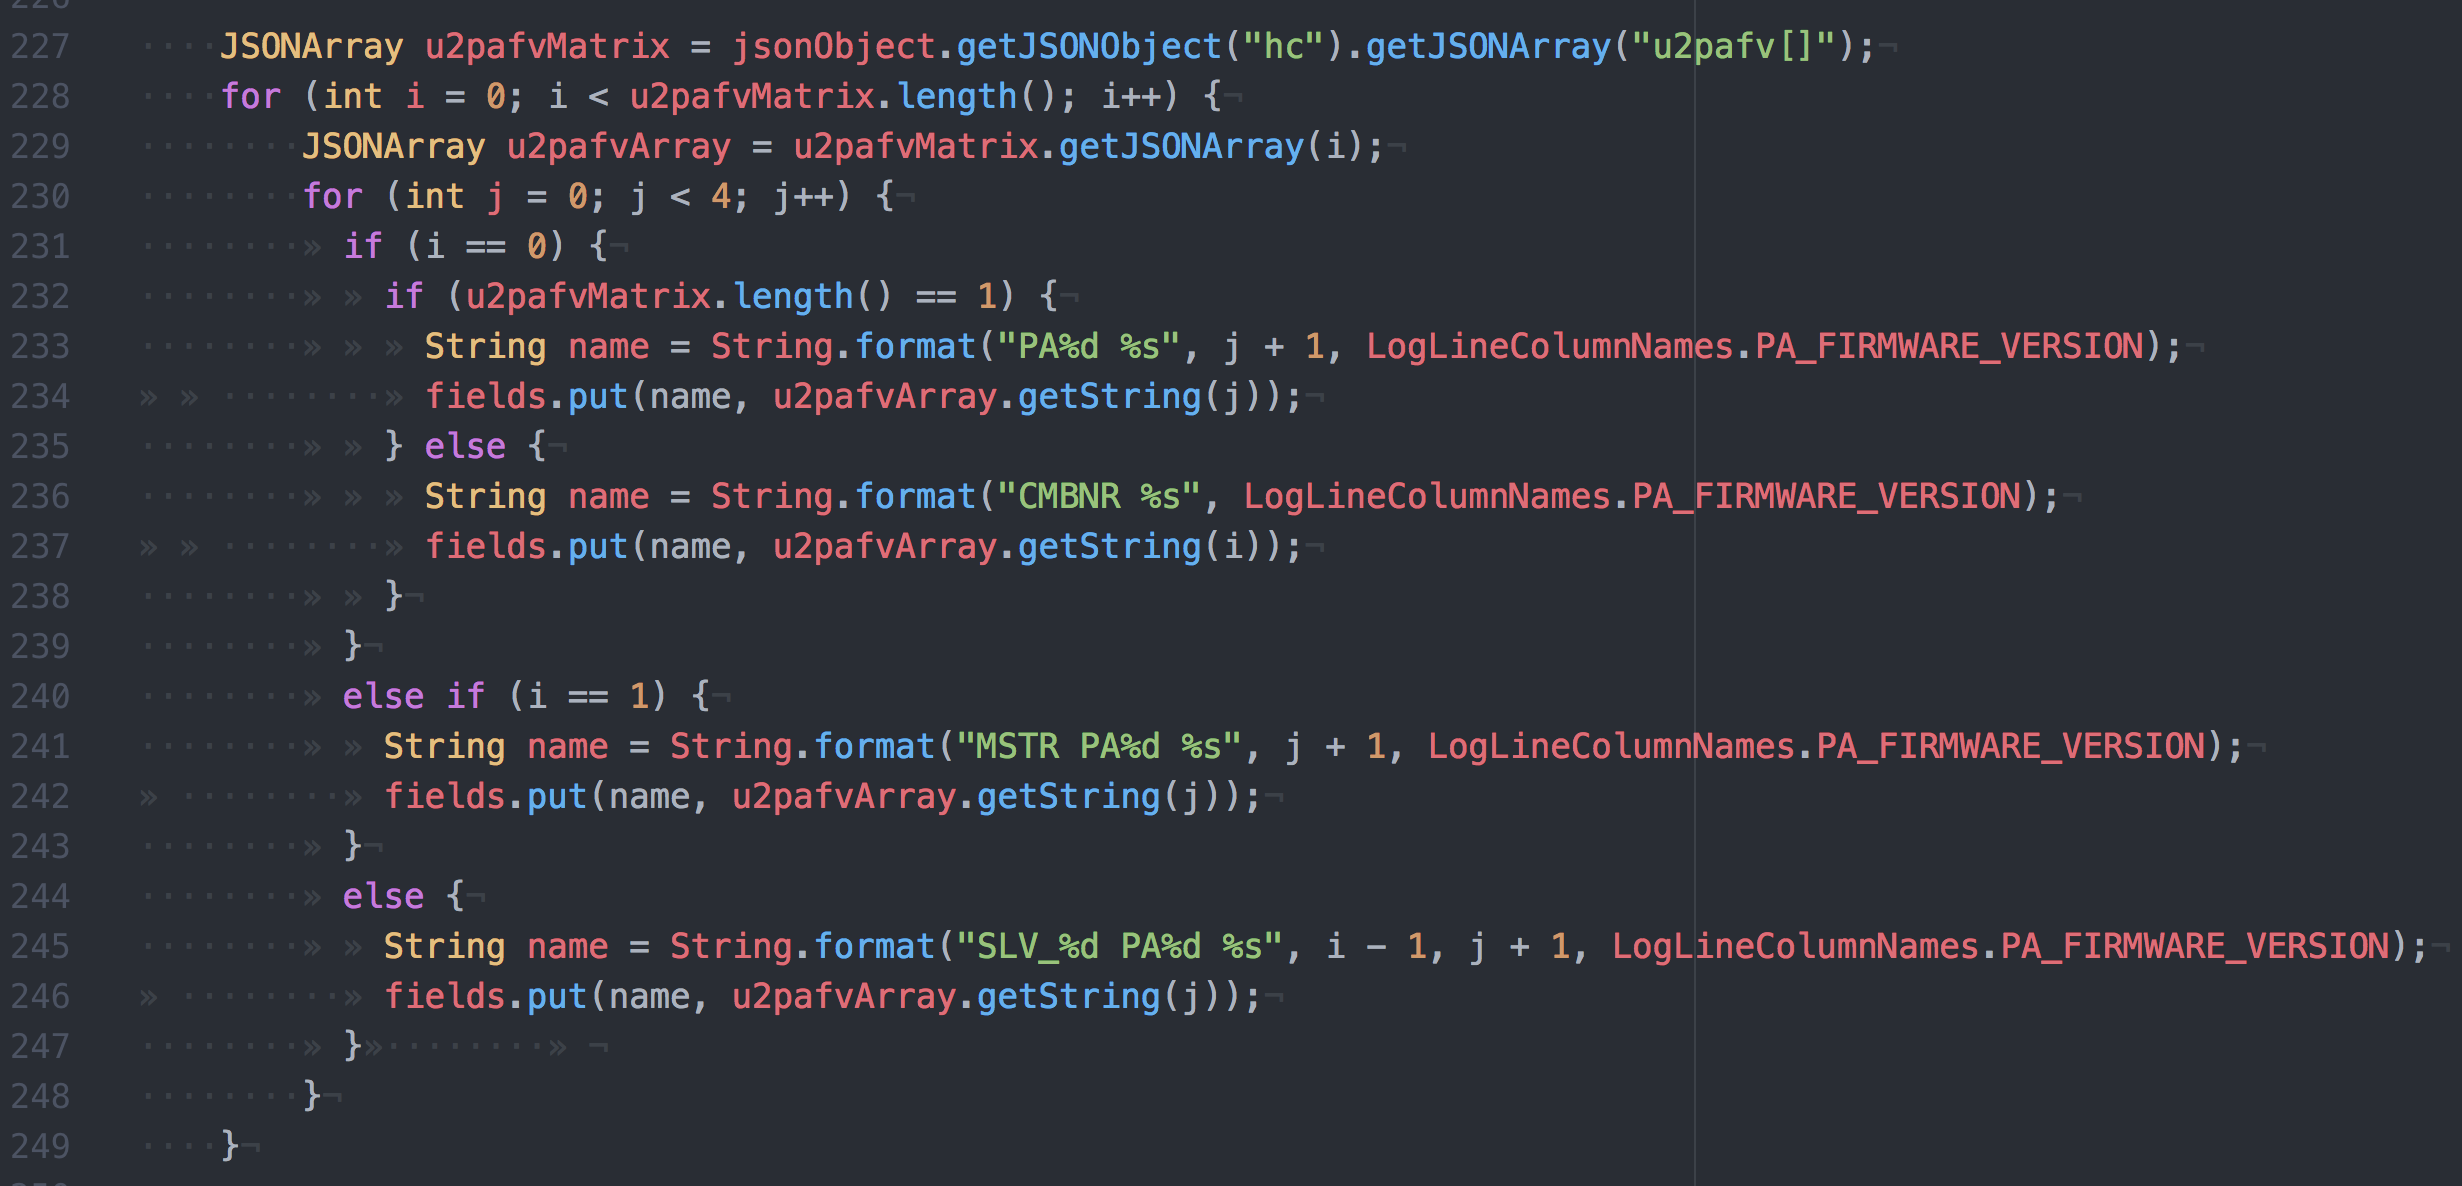 227 JSONArray u2pafvMatrix = jsonObject.getJSONObject("hc").getJSONArray("u2pafv[]");
228 for (int i = 0; i < u2pafvMatrix.length(); i++) {
229 JSONArray u2pafvArray = u2pafvMatrix.getJSONArray(i);
230 for (int j = 0; j < 4; j++) {
231 if (i == 0) {
232 if (u2pafvMatrix.length() == 1) {
233 String name = String.format("PA%d %s", j + 1, LogLineColumnNames.PA_FIRMWARE_VERSION);
234 fields.put(name, u2pafvArray.getString(j));
235 } else {
236 String name = String.format("CMBNR %s", LogLineColumnNames.PA_FIRMWARE_VERSION);
237 fields.put(name, u2pafvArray.getString(i));
238 }
239 }
240 else if (i == 1) {
241 String name = String.format("MSTR PA%d %s", j + 1, LogLineColumnNames.PA_FIRMWARE_VERSION);
242 fields.put(name, u2pafvArray.getString(j));
243 }
244 else {
245 String name = String.format("SLV_%d PA%d %s", i - 1, j + 1, LogLineColumnNames.PA_FIRMWARE_VERSION);
246 fields.put(name, u2pafvArray.getString(j));
247 }
248 }
249 }